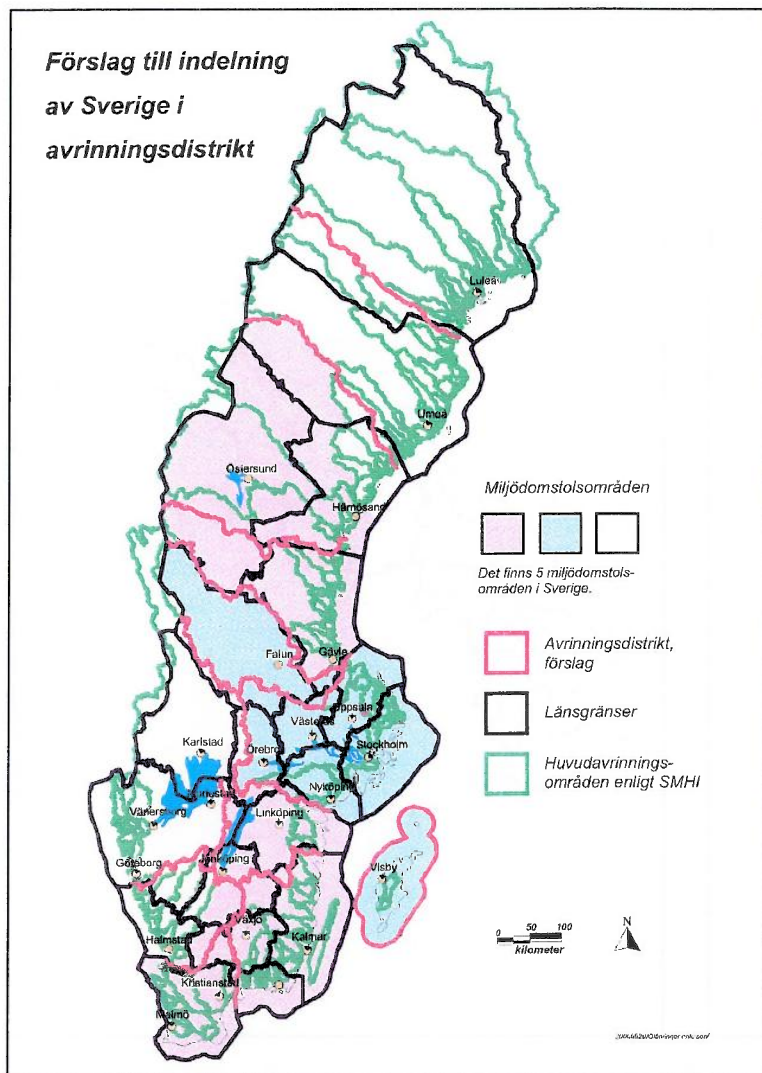 Förslag till indelning
av Sverige i
avrinningsdistrikt
Luleå
Umeå
Östersund
Härnösand
Falun
Gävle
Uppsala
Västerås
Karlstad
Örebro
Stockholm
Nyköping
Vänersborg
Linköping
Göteborg
Jönköping
Visby
Växjö
Halmstad
Kalmar
Kristianstad
Malmö
Miljödomstolsområden
Det finns 5 miljödomstols-
områden i Sverige.
Avrinningsdistrikt,
förslag
Länsgränser
Huvudavrinnings-
områden enligt SMHI
0 50 100
kilometer
N